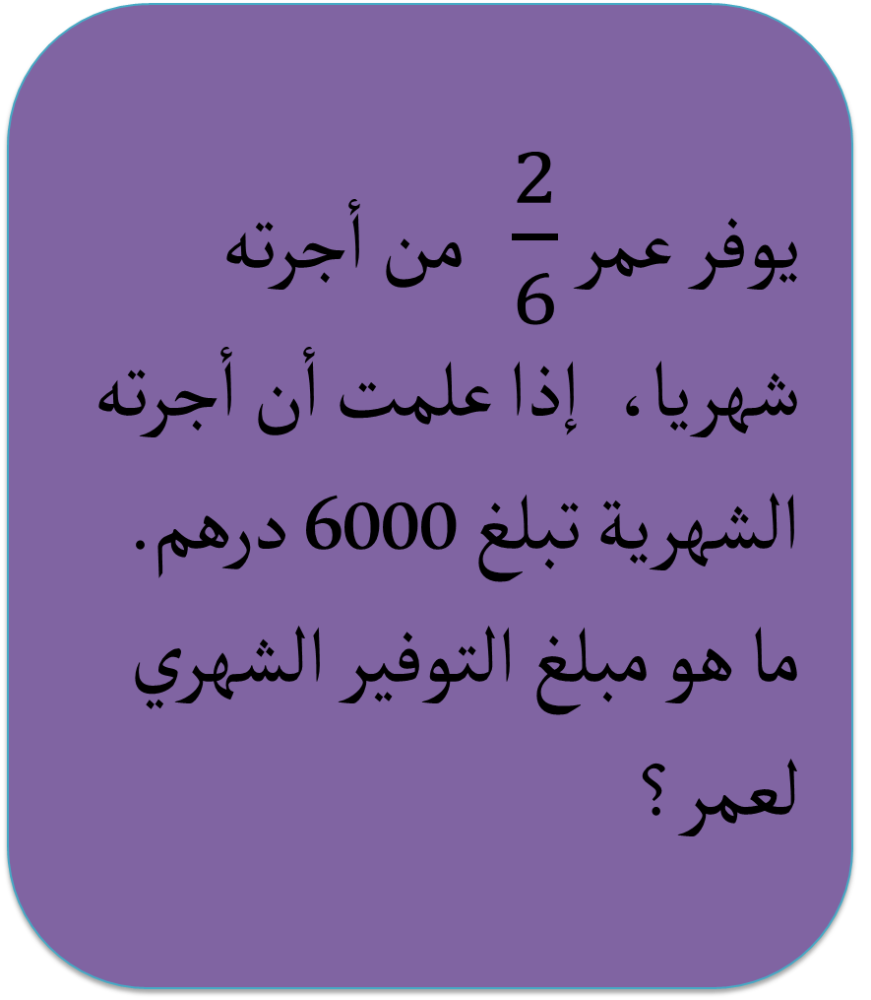 يوفر عمر 2/6 من أجرته
شهريا، إذا علمت أن أجرته
الشهرية تبلغ 6000 درهم.
ما هو مبلغ التوفير الشهري
لعمر؟